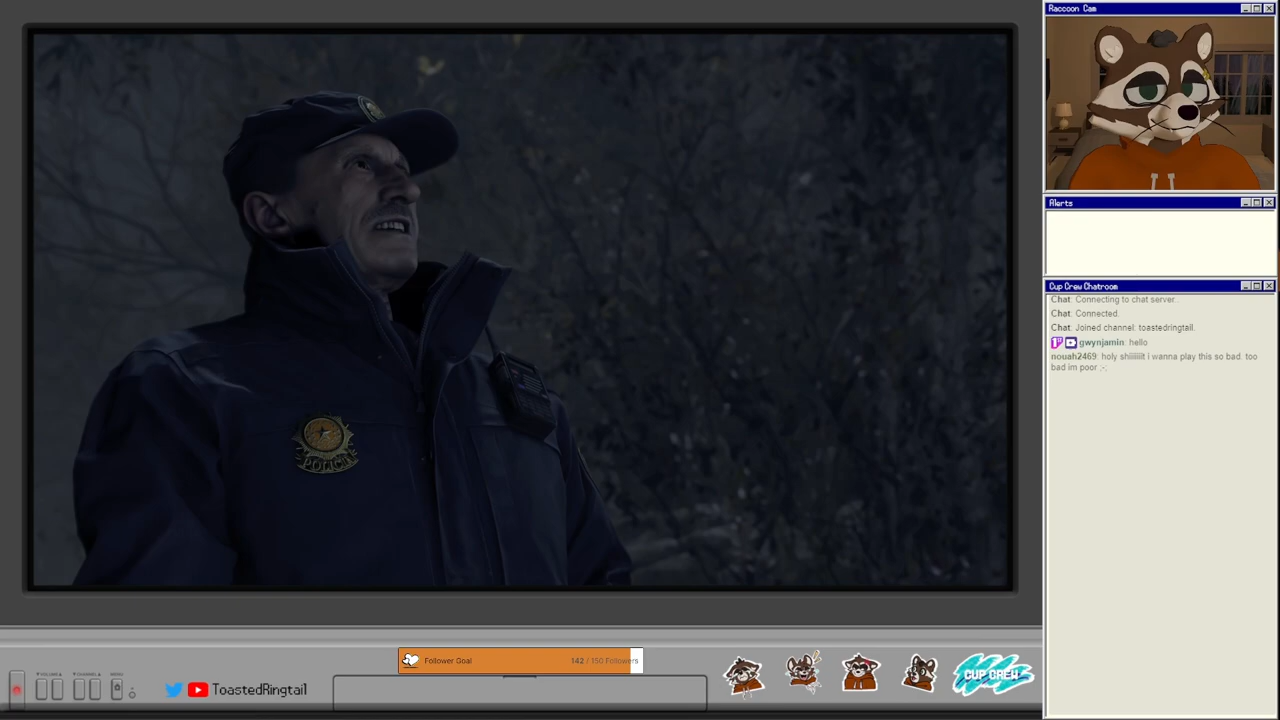 Raccoon Cam
Alerts
Cup Crew Chatroom
Chat: Connecting to chat server..
Chat: Connected.
Chat: Joined channel: toastedringtail.
gwynjamin: hello
nouah2469: holy shiiiiiit i wanna play this so bad. too
bad im poor ;-;
POLICIA
Follower Goal
142 / 150 Followers
ToastedRingtail
CUP CREW